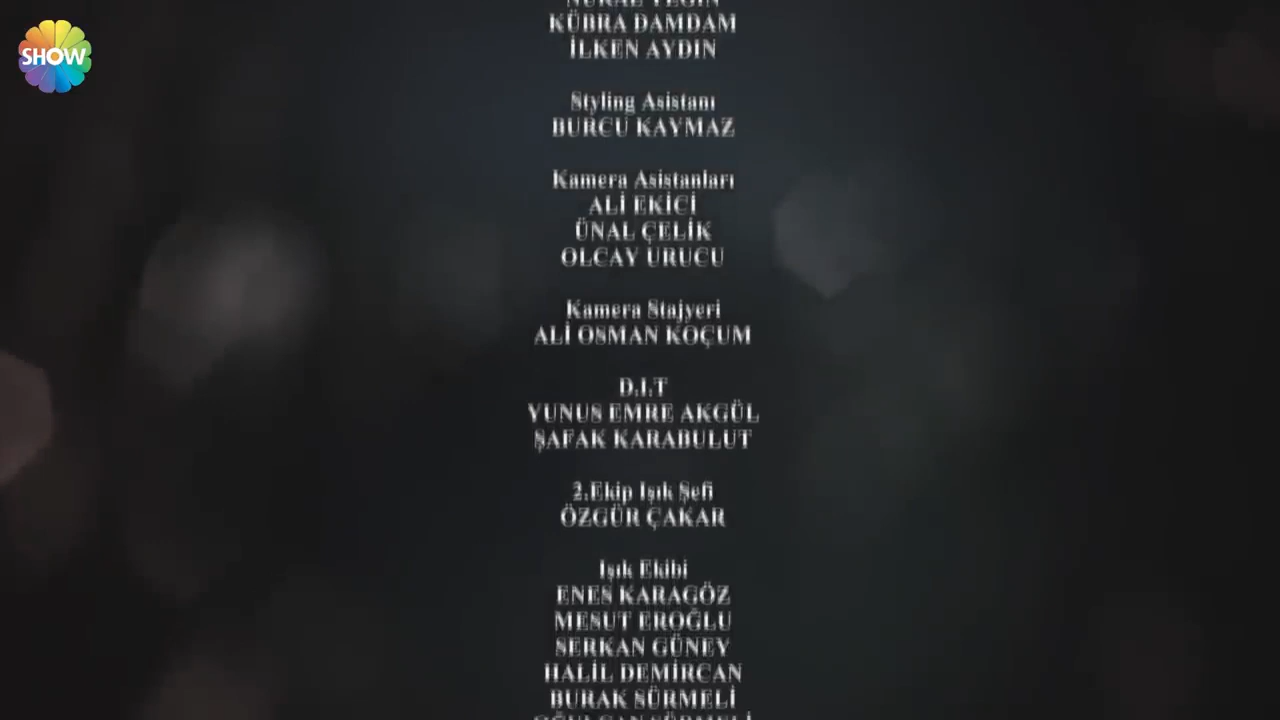 SHOW
KÜBRA DAMDAM
İLKEN AYDIN
Styling Asistanı
BURCU KAYMAZ
Kamera Asistanları
ALİ EKİCİ
ÜNAL ÇELİK
OLCAY URUCU
Kamera Stajyeri
ALİ OSMAN KOÇUM
D.I.T
YUNUS EMRE AKGÜL
ŞAFAK KARABULUT
2.Ekip Işık Şefi
ÖZGÜR ÇAKAR
Işık Ekibi
ENES KARAGÖZ
MESUT EROĞLU
SERKAN GÜNEY
HALİL DEMİRCAN
BURAK SÜRMELİ